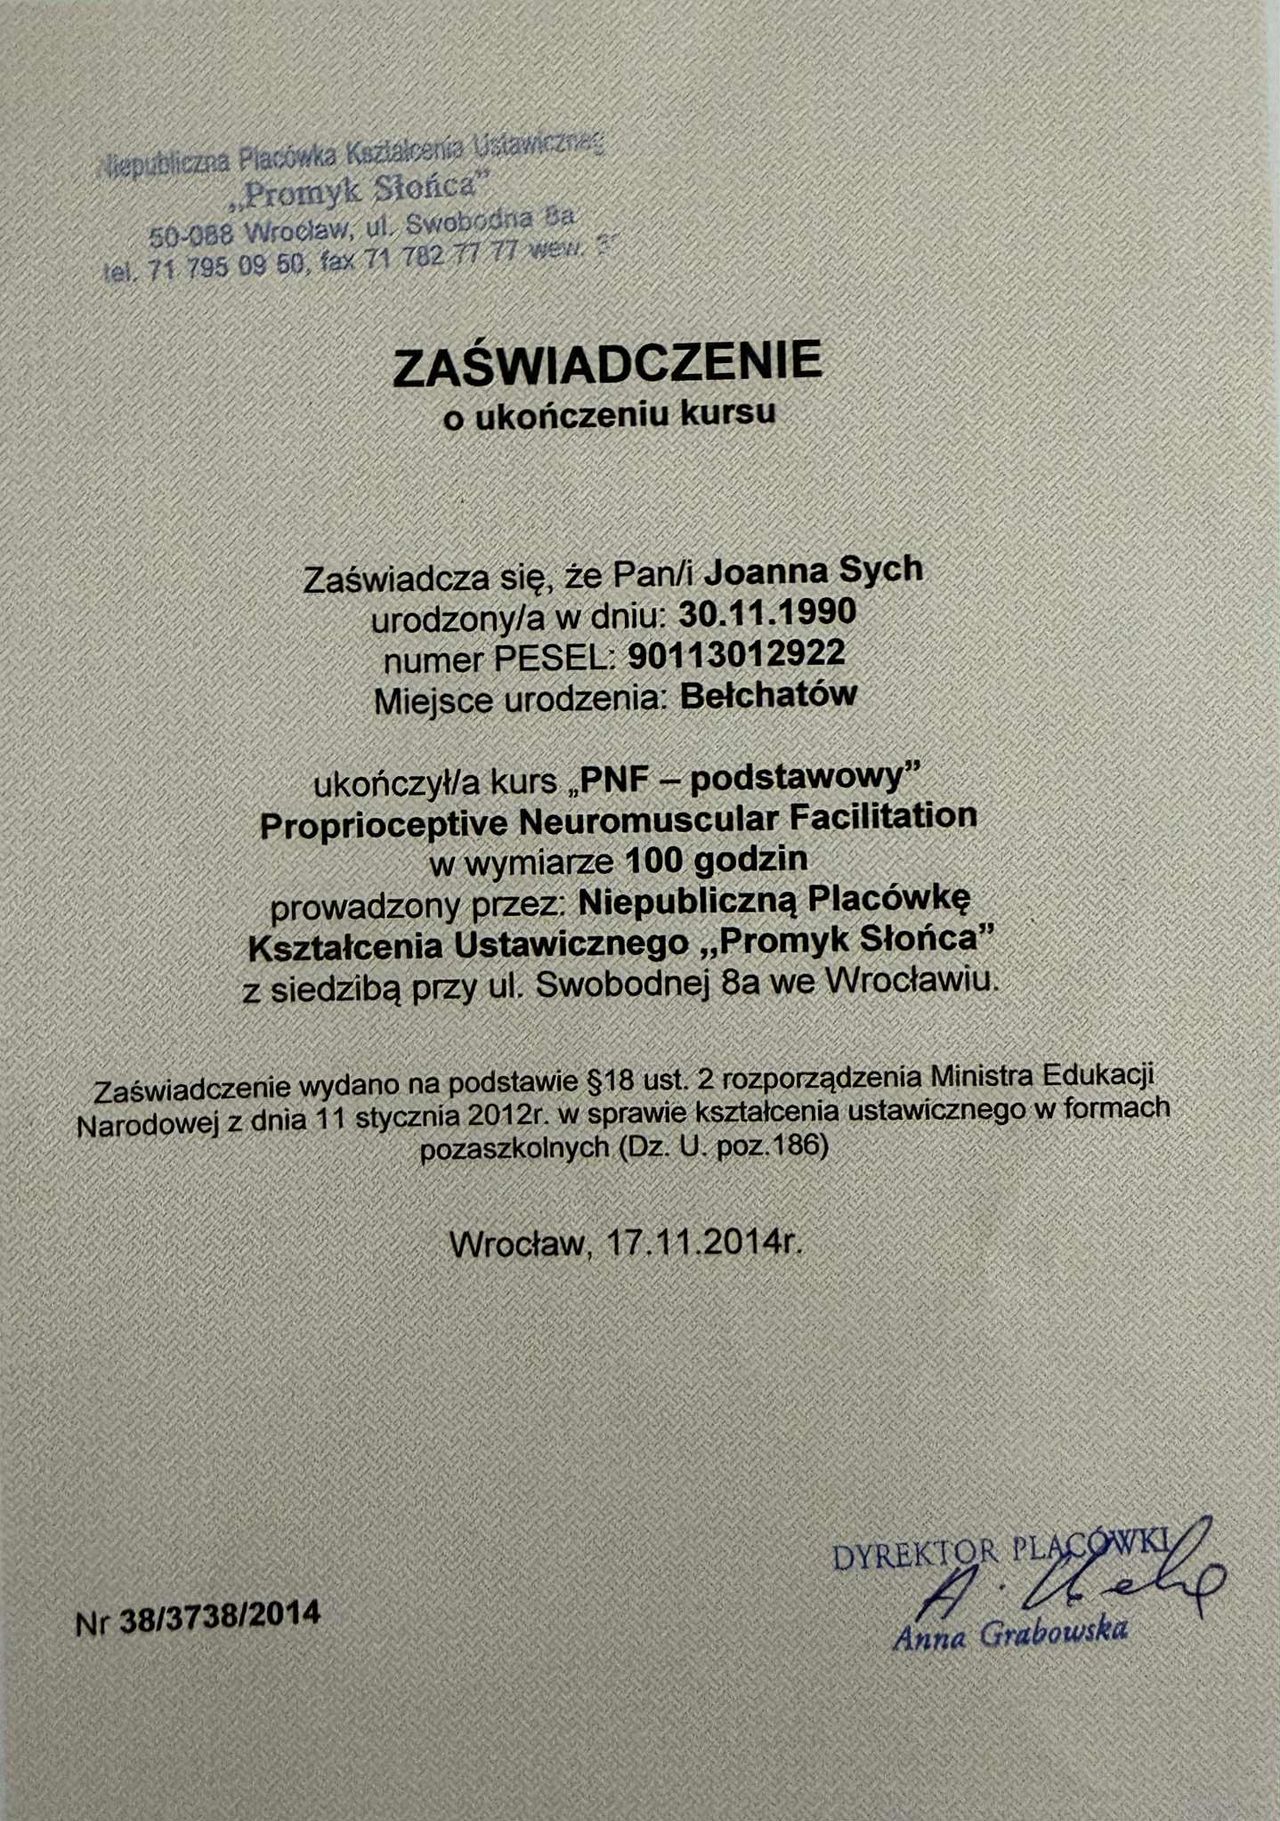 Niepubliczna Placówka Kształcenia Ustawiczneg
„Promyk Słońca”
50-088 Wrocław, ul. Swobodna 8a
tel. 71 795 09 50, fax 71 782 77 77 wew.
ZAŚWIADCZENIE
o ukończeniu kursu
Zaświadcza się, że Pan/i Joanna Sych
urodzony/a w dniu: 30.11.1990
numer PESEL: 90113012922
Miejsce urodzenia: Bełchatów
ukończył/a kurs „PNF – podstawowy”
Proprioceptive Neuromuscular Facilitation
w wymiarze 100 godzin
prowadzony przez: Niepubliczną Placówkę
Kształcenia Ustawicznego „Promyk Słońca”
z siedzibą przy ul. Swobodnej 8a we Wrocławiu.
Zaświadczenie wydano na podstawie §18 ust. 2 rozporządzenia Ministra Edukacji
Narodowej z dnia 11 stycznia 2012r. w sprawie kształcenia ustawicznego w formach
pozaszkolnych (Dz. U. poz.186)
Wrocław, 17.11.2014r.
DYREKTOR PLACÓWKI
Anna Grabowska
Nr 38/3738/2014